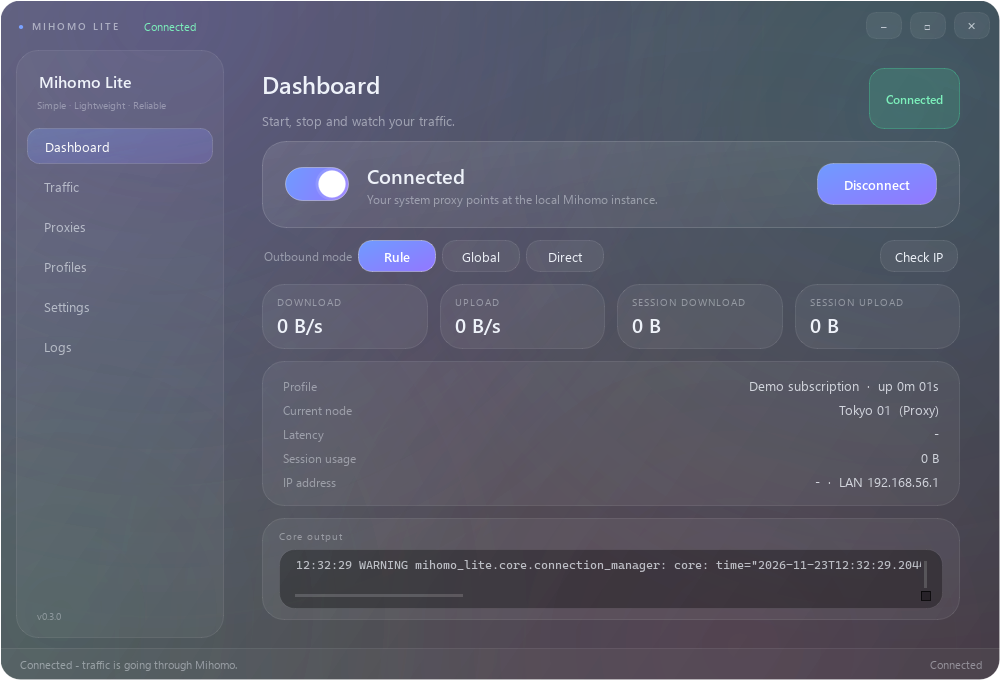 MIHOMO LITE
Connected
Mihomo Lite
Simple · Lightweight · Reliable
Dashboard
Traffic
Proxies
Profiles
Settings
Logs
v0.3.0
Dashboard
Start, stop and watch your traffic.
Connected
Connected
Your system proxy points at the local Mihomo instance.
Disconnect
Outbound mode
Rule
Global
Direct
Check IP
DOWNLOAD
0 B/s
UPLOAD
0 B/s
SESSION DOWNLOAD
0 B
SESSION UPLOAD
0 B
Profile
Demo subscription · up 0m 01s
Current node
Tokyo 01 (Proxy)
Latency
-
Session usage
0 B
IP address
- · LAN 192.168.56.1
Core output
12:32:29 WARNING mihomo_lite.core.connection_manager: core: time="2026-11-23T12:32:29.204
Connected - traffic is going through Mihomo.
Connected